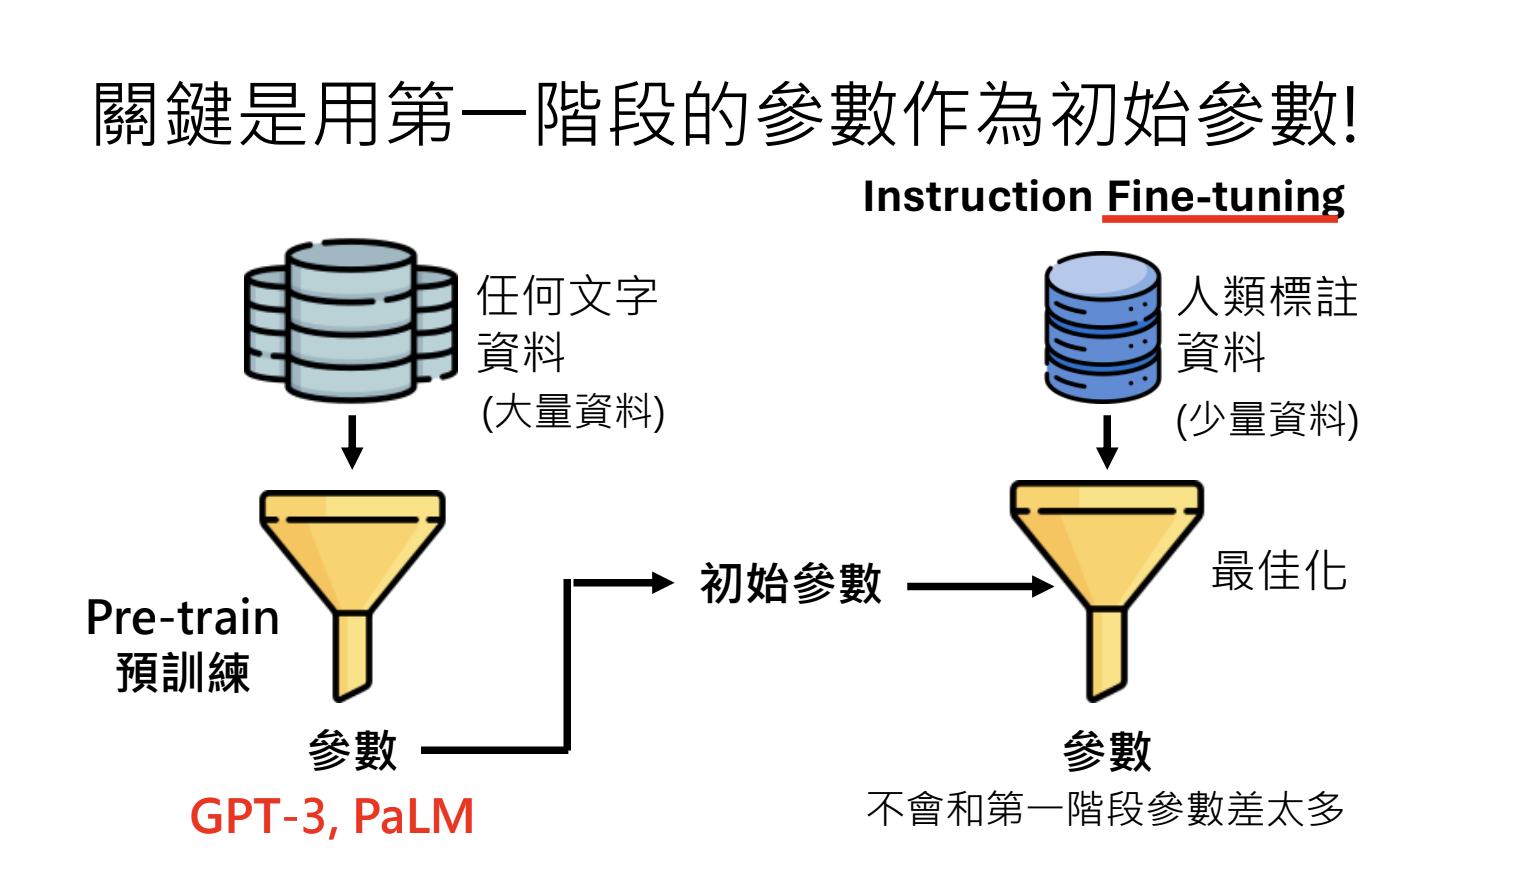 關鍵是用第一階段的參數作為初始參數!
Instruction Fine-tuning
任何文字
資料
(大量資料)
人類標註
資料
(少量資料)
Pre-train
預訓練
初始參數
最佳化
參數
GPT-3, PaLM
參數
不會和第一階段參數差太多